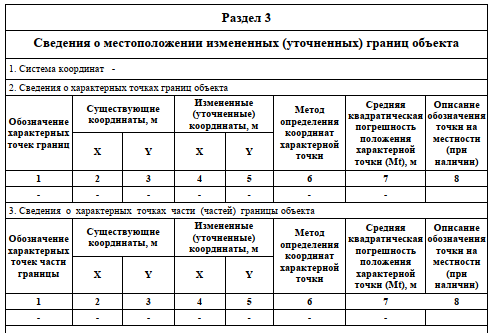 Раздел 3
Сведения о местоположении измененных (уточненных) границ объекта
1. Система координат -
2. Сведения о характерных точках границ объекта
Обозначение характерных точек границ
Существующие координаты, м
Измененные (уточненные) координаты, м
Метод определения координат характерной точки
Средняя квадратическая погрешность положения характерной точки (Mt), м
Описание обозначения точки на местности (при наличии)
X Y X Y
1 2 3 4 5 6 7 8
- - - - - - - -
3. Сведения о характерных точках части (частей) границы объекта
Обозначение характерных точек части границы
Существующие координаты, м
Измененные (уточненные) координаты, м
Метод определения координат характерной точки
Средняя квадратическая погрешность положения характерной точки (Mt), м
Описание обозначения точки на местности (при наличии)
X Y X Y
1 2 3 4 5 6 7 8
- - - - - - - -